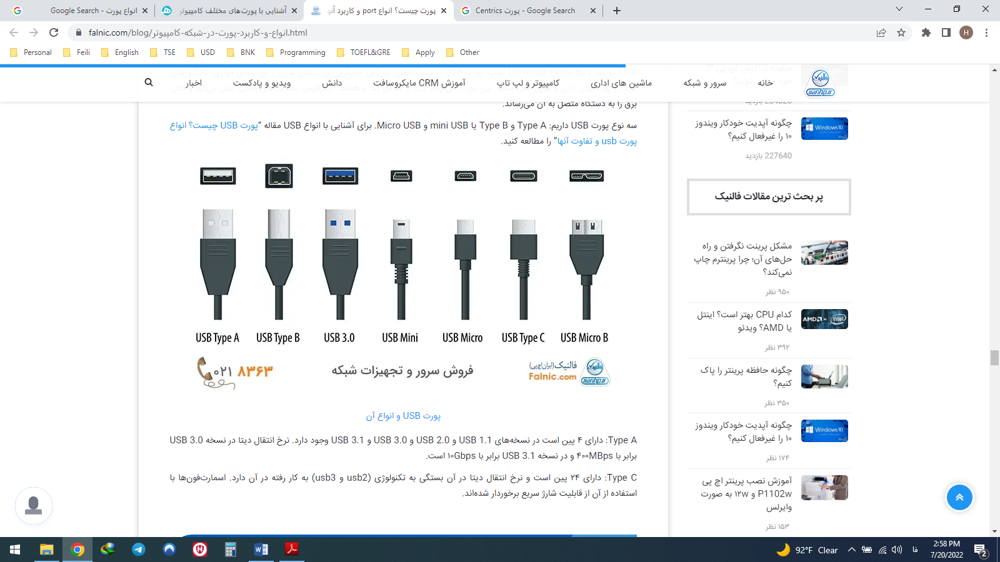 انواع پورت - Google Search
آشنایی با پورت‌های مختلف کامپیوتر
پورت چیست؟ انواع port و کاربرد آنها
Centrics پورت - Google Search
falnic.com/blog/انواع-و-کاربرد-پورت-در-شبکه-کامپیوتر.html
H
Personal
Feili
English
TSE
USD
BNK
Programming
TOEFL&GRE
Apply
Other
خانه
سرور و شبکه
ماشین های اداری
کامپیوتر و لپ تاپ
آموزش CRM مایکروسافت
دانش
ویدیو و پادکست
اخبار
برق را به دستگاه متصل به آن می‌رساند.
سه نوع پورت USB داریم: Type A و Type B یا mini USB و Micro USB. برای آشنایی با انواع USB مقاله “پورت USB چیست؟ انواع
پورت usb و تفاوت آنها” را مطالعه کنید.
USB Type A
USB Type B
USB 3.0
USB Mini
USB Micro
USB Type C
USB Micro B
۰۲۱ ۸۳۶۳
فروش سرور و تجهیزات شبکه
فالنیک (ایران اچ پی)
Falnic.com
iranhp.ir
پورت USB و انواع آن
Type A: دارای ۴ پین است در نسخه‌های USB 1.1 و USB 2.0 و USB 3.0 و USB 3.1 وجود دارد. نرخ انتقال دیتا در نسخه USB 3.0
برابر با ۴۰۰MBps و در نسخه USB 3.1 برابر با ۱۰Gbps است.
Type C: دارای ۲۴ پین است و نرخ انتقال دیتا در آن بستگی به تکنولوژی (usb2 و usb3) به کار رفته در آن دارد. اسمارت‌فون‌ها با
استفاده از آن از قابلیت شارژ سریع برخوردار شده‌اند.
چگونه آپدیت خودکار ویندوز
۱۰ را غیرفعال کنیم؟
227640 بازدید
Windows 10
پر بحث ترین مقالات فالنیک
مشکل پرینت نگرفتن و راه
حل‌های آن؛ چرا پرینترم چاپ
نمی‌کند؟
۹۵۰ نظر
کدام CPU بهتر است؟ اینتل
یا AMD؟ ویدئو
۳۹۲ نظر
AMD
intel
چگونه حافظه پرینتر را پاک
کنیم؟
۳۵۰ نظر
چگونه آپدیت خودکار ویندوز
۱۰ را غیرفعال کنیم؟
۱۷۴ نظر
Windows 10
آموزش نصب پرینتر اچ پی
P1102w و ۱۲w به صورت
وایرلس
۱۵۳ نظر
92°F Clear
فا
2:58 PM
7/20/2022
2